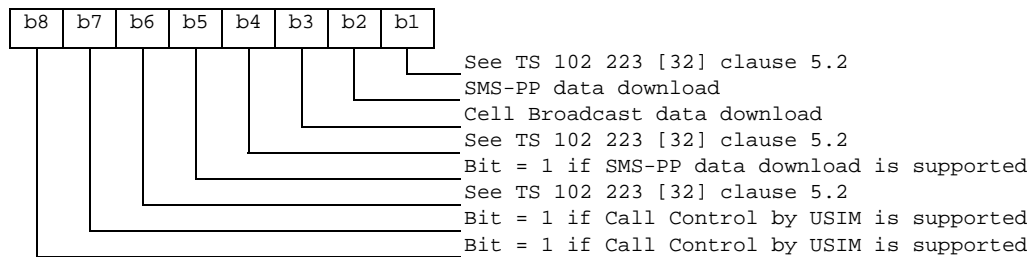 b8 b7 b6 b5 b4 b3 b2 b1
See TS 102 223 [32] clause 5.2
SMS-PP data download
Cell Broadcast data download
See TS 102 223 [32] clause 5.2
Bit = 1 if SMS-PP data download is supported
See TS 102 223 [32] clause 5.2
Bit = 1 if Call Control by USIM is supported
Bit = 1 if Call Control by USIM is supported